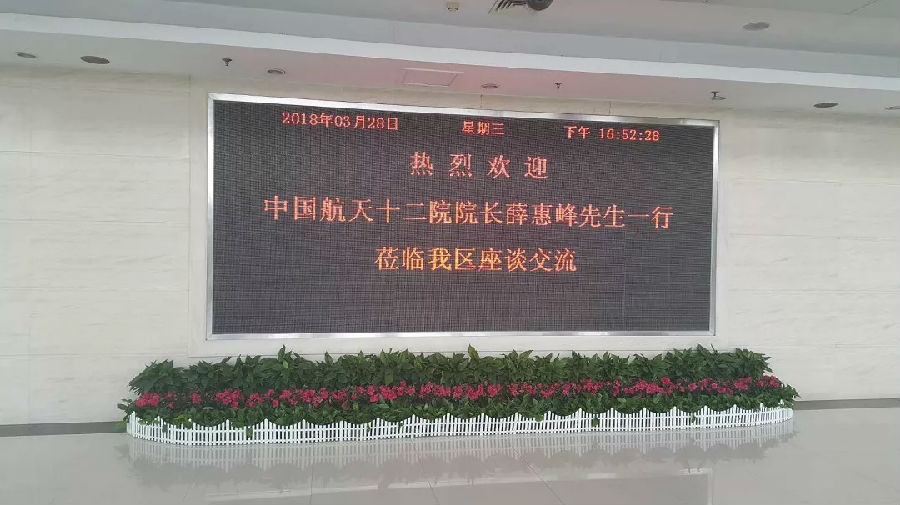 2018年03月28日 星期三 下午 16:52:28
热烈欢迎
中国航天十二院院长薛惠峰先生一行
莅临我区座谈交流